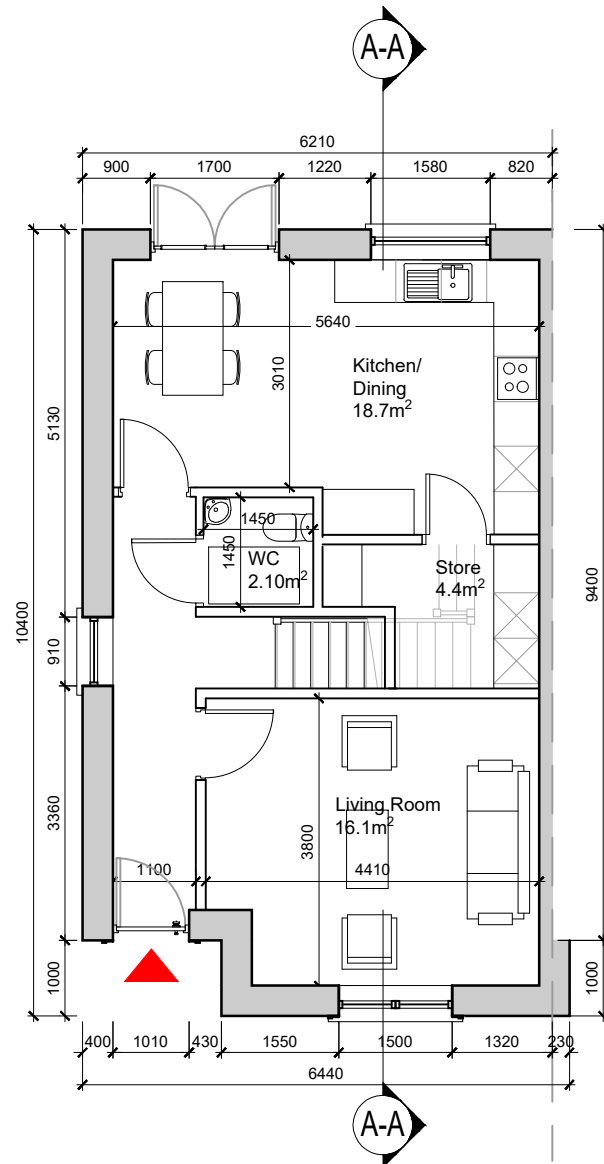 A-A
6210
900 1700 1220 1580 820
5640
3010
Kitchen/
Dining
18.7m²
5130
1450
1450
WC
2.10m²
Store
4.4m²
10400
9400
910
3360
3800
Living Room
16.1m²
1100 4410
1000
1000
400 1010 430 1550 1500 1320 230
6440
A-A